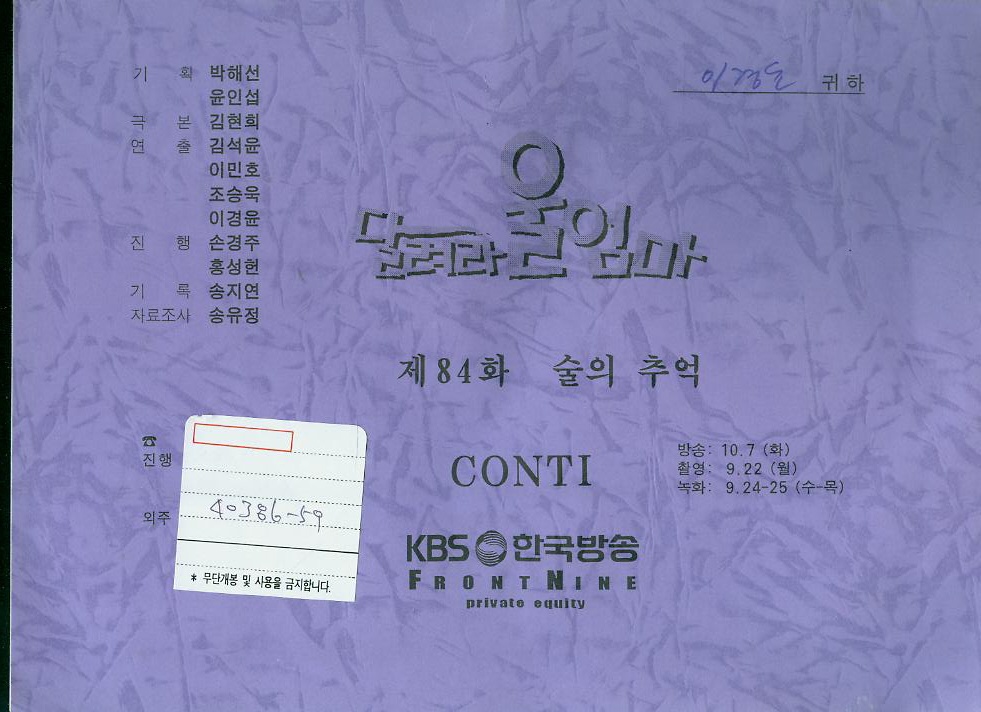 기 획 박해선
윤인섭
극 본 김현희
연 출 김석윤
이민호
조승욱
이경윤
진 행 손경주
홍성헌
기 록 송지연
자료조사 송유정
귀하
달려라 울엄마
제84화 술의 추억
CONTI
방송: 10.7 (화)
촬영: 9.22 (월)
녹화: 9.24-25 (수-목)
☎
진행
외주
40386-59
* 무단개봉 및 사용을 금지합니다.
KBS 한국방송
FRONTNINE
private equity